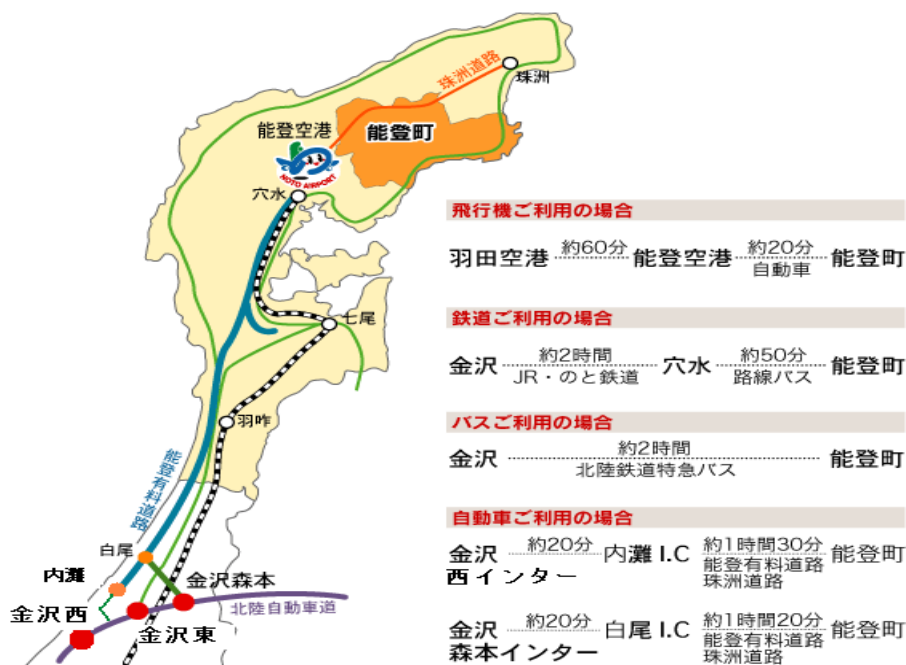 珠洲道路
珠洲
能登空港
能登町
NOTO AIRPORT
穴水
七尾
羽咋
能登有料道路
白尾
内灘
金沢森本
金沢西
北陸自動車道
金沢東
飛行機ご利用の場合
羽田空港 約60分 能登空港 約20分 能登町
自動車
鉄道ご利用の場合
金沢 約2時間 穴水 約50分 能登町
JR・のと鉄道 路線バス
バスご利用の場合
金沢 約2時間 能登町
北陸鉄道特急バス
自動車ご利用の場合
金沢 約20分 内灘 I.C 約1時間30分 能登町
西インター 能登有料道路
珠洲道路
金沢 約20分 白尾 I.C 約1時間20分 能登町
森本インター 能登有料道路
珠洲道路